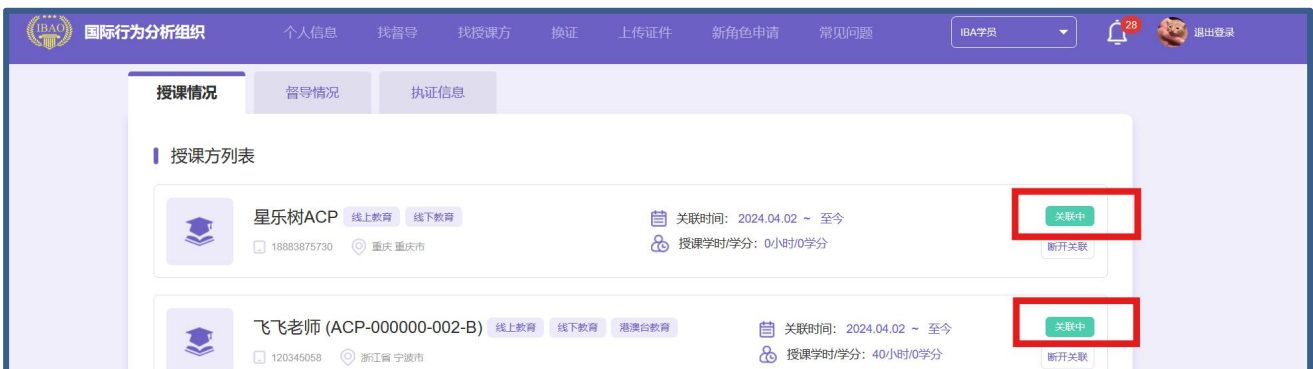 IBAO 国际行为分析组织 个人信息 找督导 找授课方 换证 上传证件 新角色申请 常见问题 IBA学员 28 退出登录
授课情况 督导情况 执证信息
授课方列表
星乐树ACP 线上教育 线下教育 关联时间： 2024.04.02 ~ 至今 关联中
18883875730 重庆 重庆市 授课学时/学分：0小时/0学分 断开关联
飞飞老师 (ACP-000000-002-B) 线上教育 线下教育 港澳台教育 关联时间： 2024.04.02 ~ 至今 关联中
120345058 浙江省 宁波市 授课学时/学分：40小时/0学分 断开关联